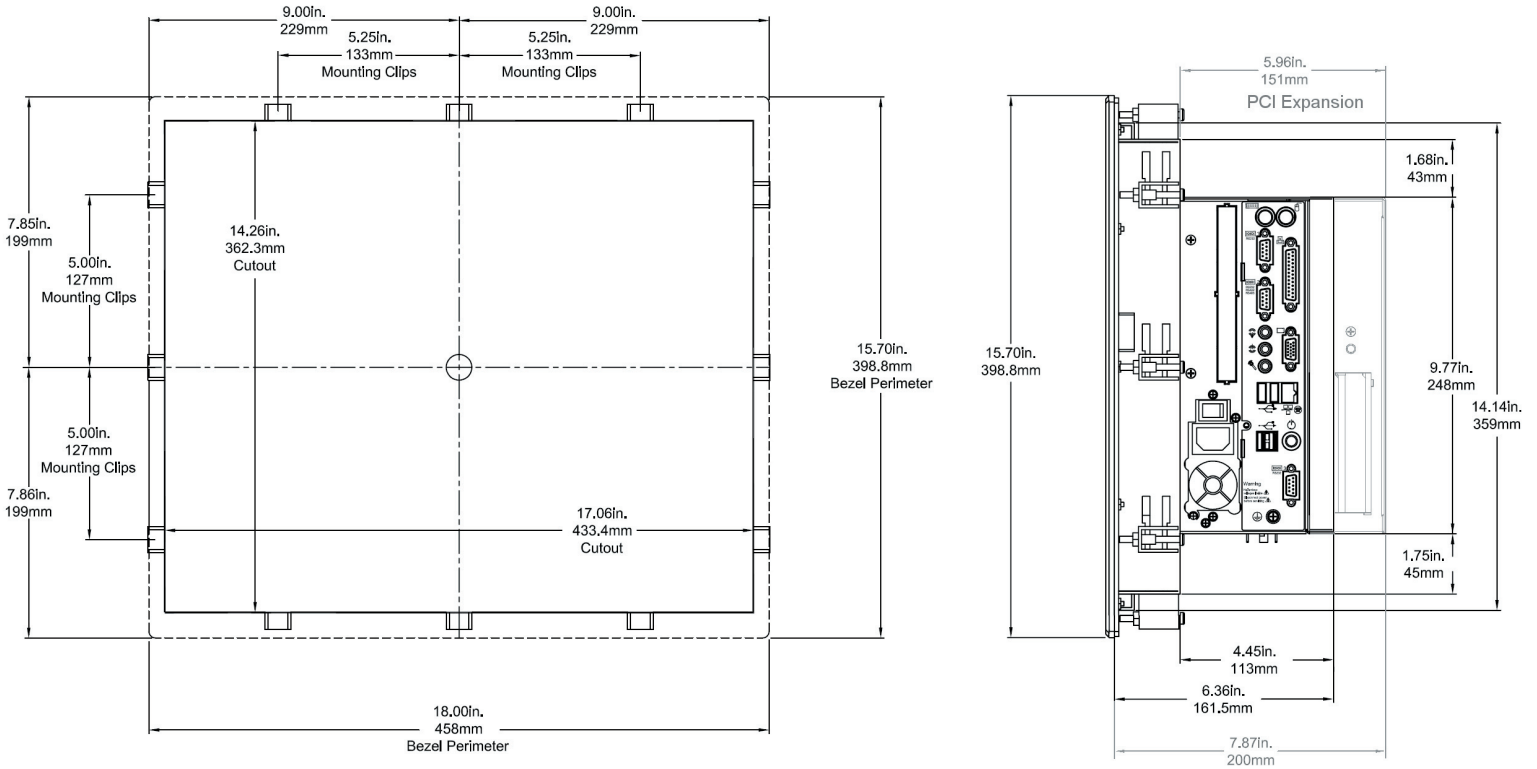 9.00in.
229mm
9.00in.
229mm
5.25in.
133mm
Mounting Clips
5.25in.
133mm
Mounting Clips
7.85in.
199mm
5.00in.
127mm
Mounting Clips
14.26in.
362.3mm
Cutout
5.00in.
127mm
Mounting Clips
7.86in.
199mm
17.06in.
433.4mm
Cutout
15.70in.
398.8mm
Bezel Perimeter
18.00in.
458mm
Bezel Perimeter
5.96in.
151mm
PCI Expansion
1.68in.
43mm
15.70in.
398.8mm
9.77in.
248mm
14.14in.
359mm
Warning
1.75in.
45mm
4.45in.
113mm
6.36in.
161.5mm
7.87in.
200mm